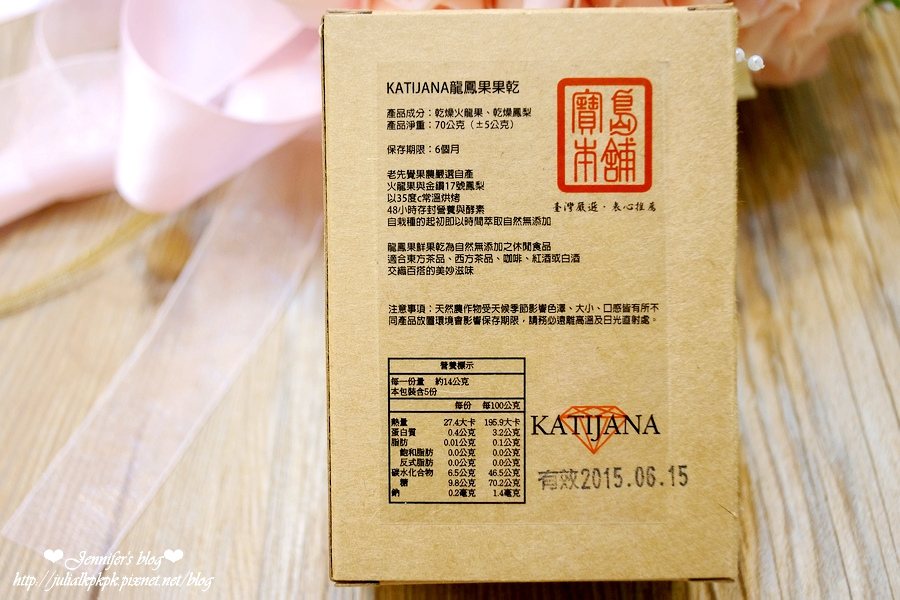 KATIJANA龍鳳果果乾
產品成分：乾燥火龍果、乾燥鳳梨
產品淨重：70公克（±5公克）
保存期限：6個月
老先覺果農嚴選自產
火龍果與金鑽17號鳳梨
以35度c常溫烘烤
48小時存封營養與酵素
自栽種的起初即以時間萃取自然無添加
龍鳳果鮮果乾為自然無添加之休閒食品
適合東方茶品、西方茶品、咖啡、紅酒或白酒
交織百搭的美妙滋味
寶島
本舖
臺灣嚴選·衷心推薦
注意事項：天然農作物受天候季節影響色澤、大小、口感皆有所不
同產品放置環境會影響保存期限，請務必遠離高溫及日光直射處。
營養標示
每一份量 約14公克
本包裝含5份
每份 每100公克
熱量 27.4大卡 195.9大卡
蛋白質 0.4公克 3.2公克
脂肪 0.01公克 0.1公克
飽和脂肪 0.0公克 0.0公克
反式脂肪 0.0公克 0.0公克
碳水化合物 6.5公克 46.5公克
糖 9.8公克 70.2公克
鈉 0.2毫克 1.4毫克
KATIJANA
有效2015.06.15
❤Jennifer's blog❤
http://julialkpkpk.pixnet.net/blog